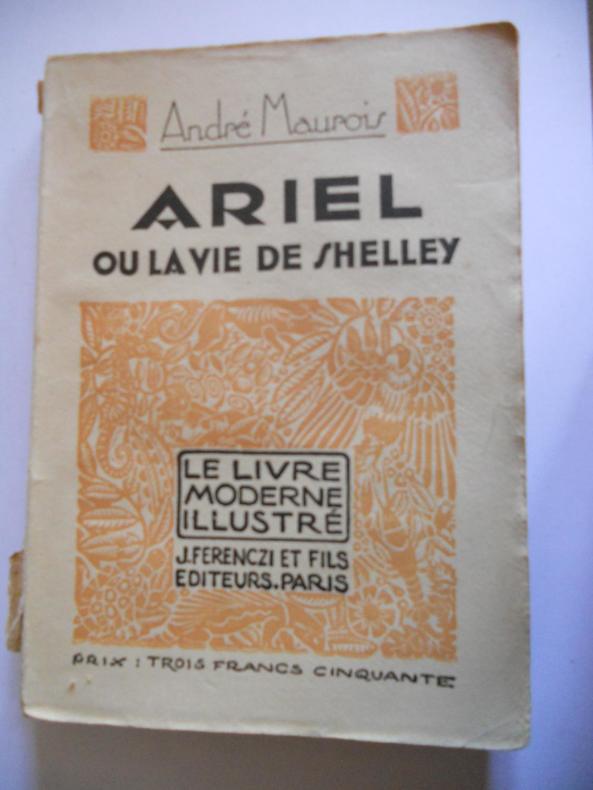 André Maurois
ARIEL
OU LA VIE DE SHELLEY
LE LIVRE
MODERNE
ILLUSTRÉ
J. FERENCZI ET FILS
EDITEURS. PARIS
PRIX : TROIS FRANCS CINQUANTE